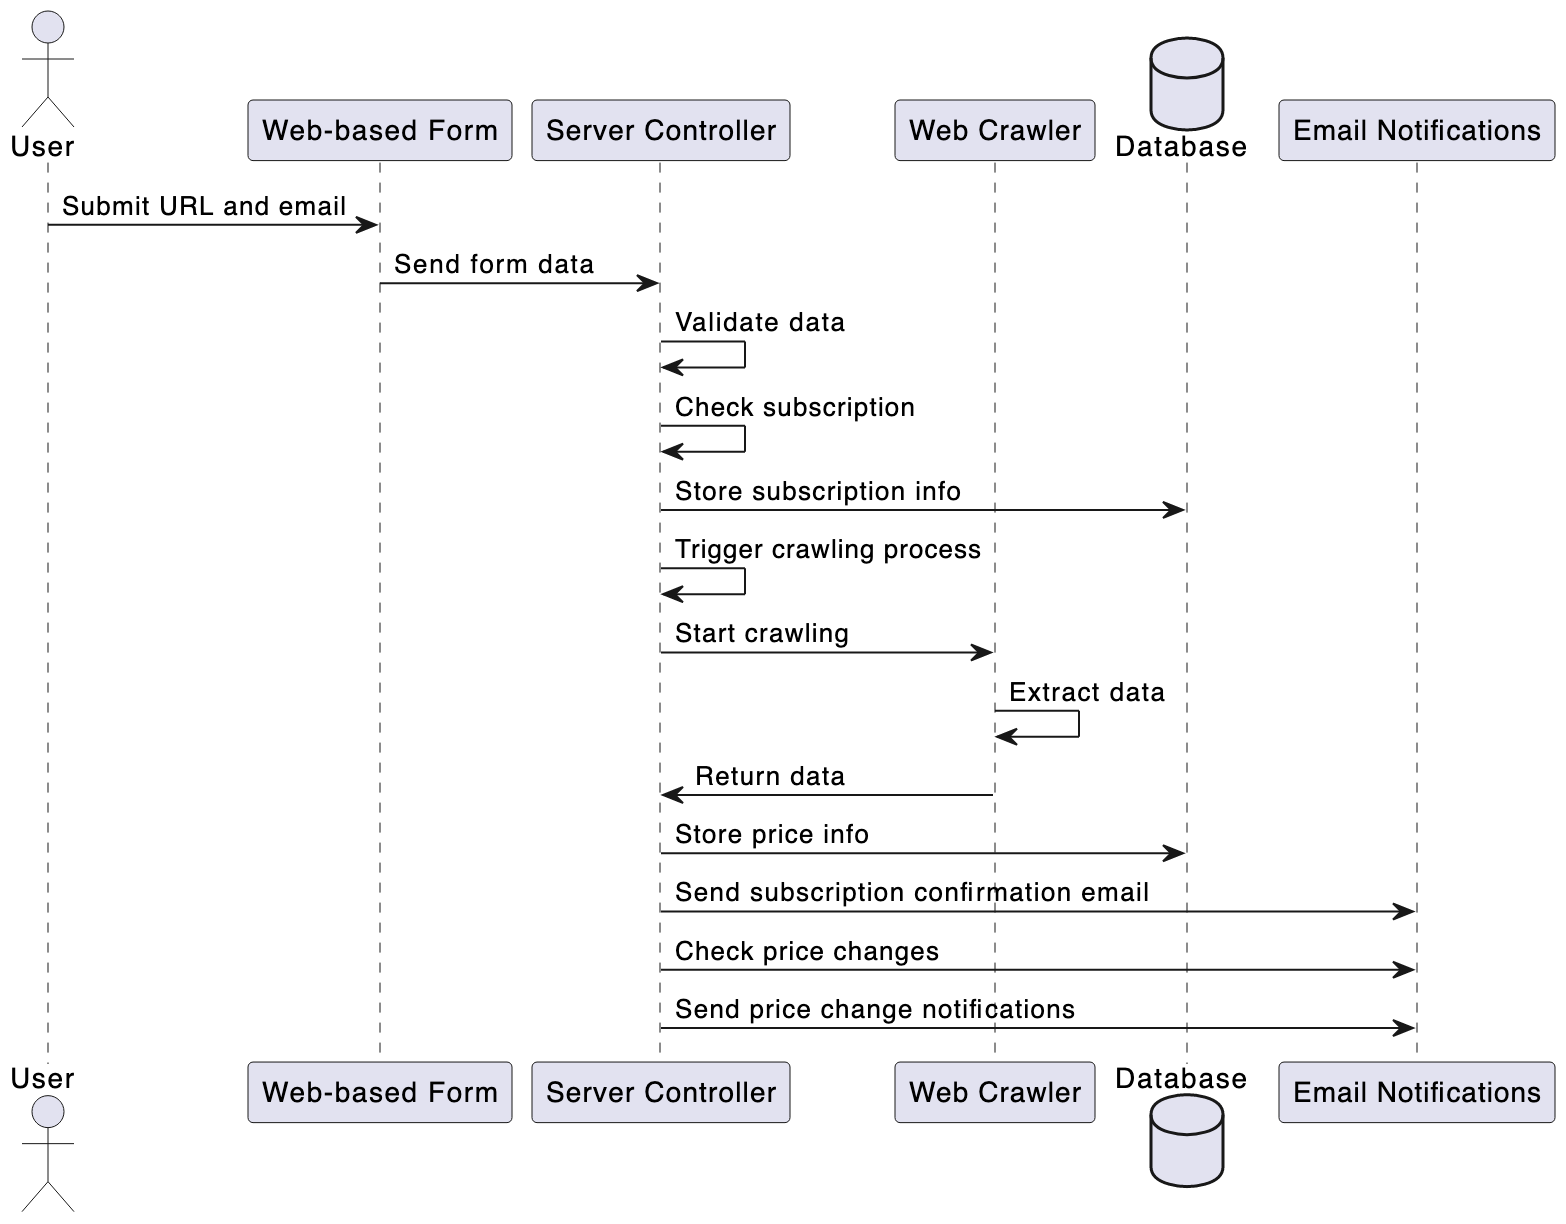 User
Web-based Form
Server Controller
Web Crawler
Database
Email Notifications
Submit URL and email
Send form data
Validate data
Check subscription
Store subscription info
Trigger crawling process
Start crawling
Extract data
Return data
Store price info
Send subscription confirmation email
Check price changes
Send price change notifications
User
Web-based Form
Server Controller
Web Crawler
Database
Email Notifications